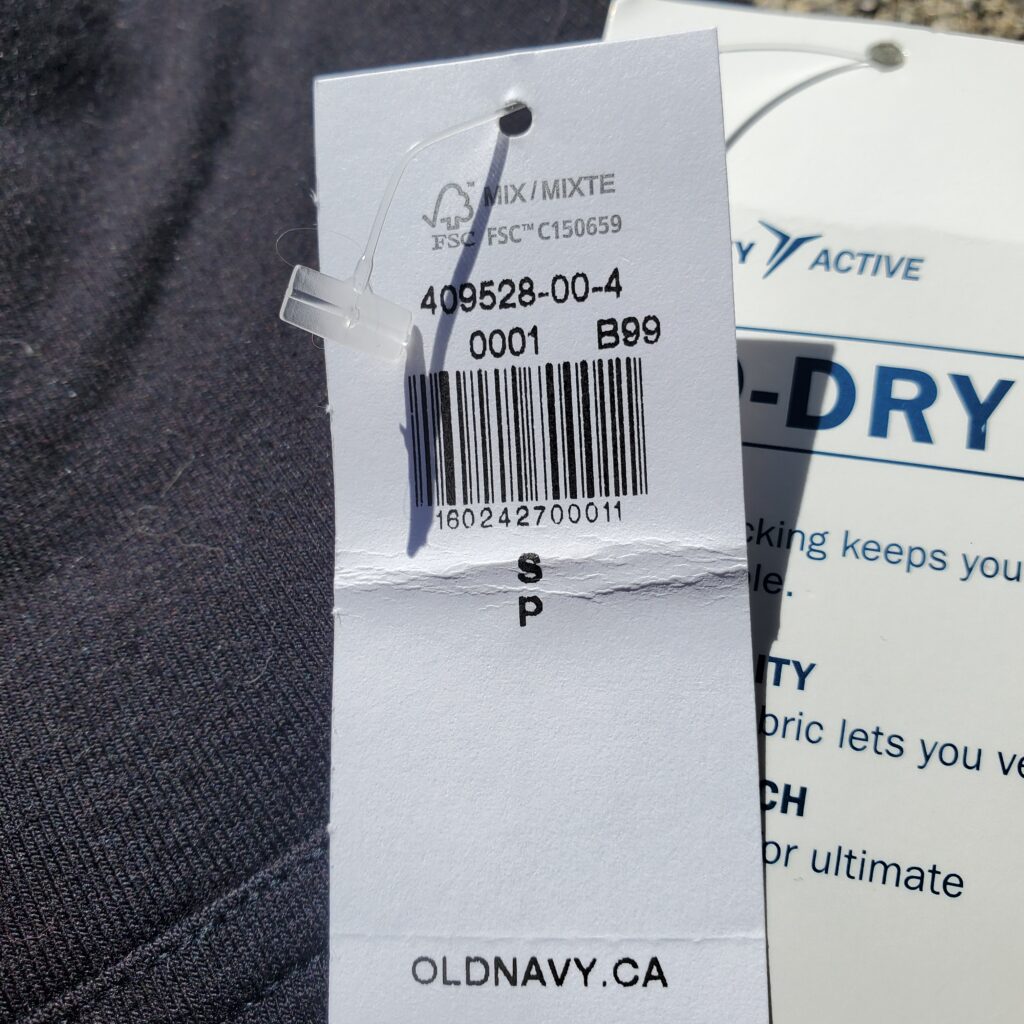 MIX / MIXTE
FSC FSC™ C150659
409528-00-4
0001 B99
160242700011
S
P
OLDNAVY.CA
Y ACTIVE
-DRY
cking keeps you
le.
ITY
bric lets you ve
CH
or ultimate